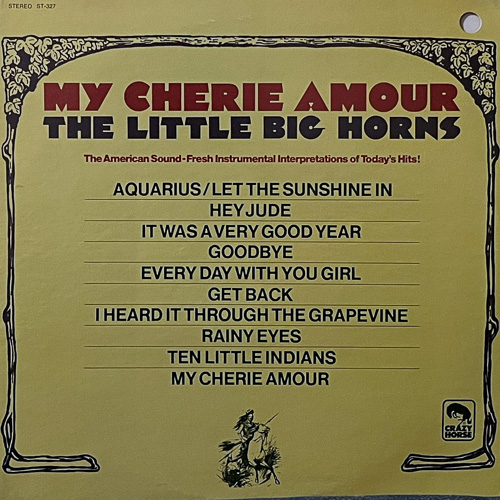 STEREO ST-327
MY CHERIE AMOUR
THE LITTLE BIG HORNS
The American Sound-Fresh Instrumental Interpretations of Today's Hits!
AQUARIUS/LET THE SUNSHINE IN
HEY JUDE
IT WAS A VERY GOOD YEAR
GOODBYE
EVERY DAY WITH YOU GIRL
GET BACK
I HEARD IT THROUGH THE GRAPEVINE
RAINY EYES
TEN LITTLE INDIANS
MY CHERIE AMOUR
CRAZY
HORSE